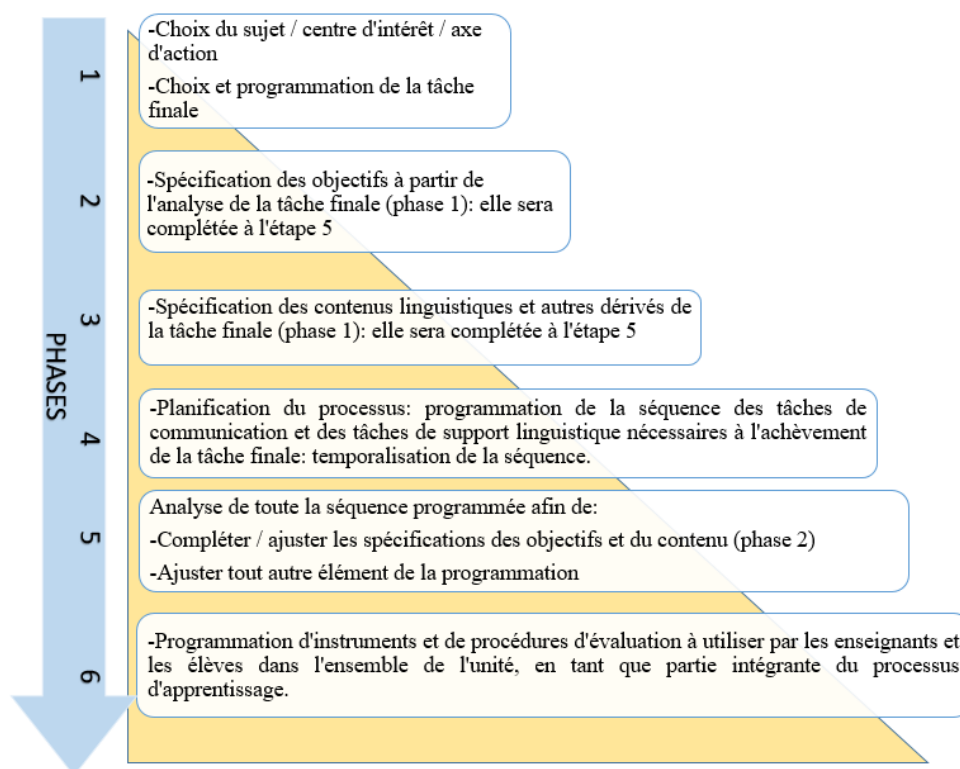 PHASES
1
-Choix du sujet / centre d'intérêt / axe
d'action
-Choix et programmation de la tâche
finale
2
-Spécification des objectifs à partir de
l'analyse de la tâche finale (phase 1): elle sera
complétée à l'étape 5
3
-Spécification des contenus linguistiques et autres dérivés de
la tâche finale (phase 1): elle sera complétée à l'étape 5
4
-Planification du processus: programmation de la séquence des tâches de
communication et des tâches de support linguistique nécessaires à l'achèvement
de la tâche finale: temporalisation de la séquence.
5
Analyse de toute la séquence programmée afin de:
-Compléter / ajuster les spécifications des objectifs et du contenu (phase 2)
-Ajuster tout autre élément de la programmation
6
-Programmation d'instruments et de procédures d'évaluation à utiliser par les enseignants et
les élèves dans l'ensemble de l'unité, en tant que partie intégrante du processus
d'apprentissage.